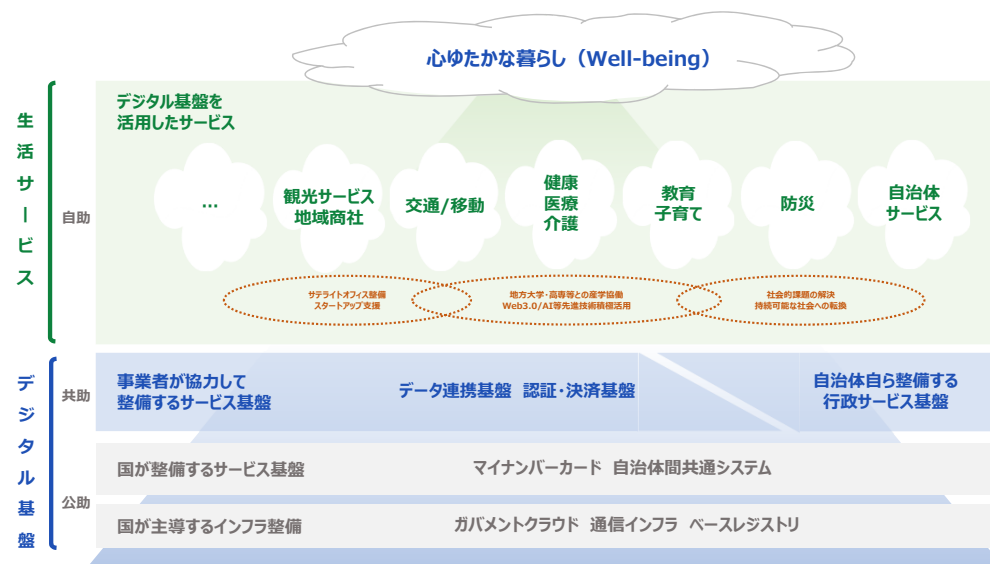 心ゆたかな暮らし（Well-being）
生活サービス
自助
デジタル基盤を
活用したサービス
…
観光サービス
地域商社
交通/移動
健康
医療
介護
教育
子育て
防災
自治体
サービス
サテライトオフィス整備
スタートアップ支援
地方大学・高専等との産学協働
Web3.0/AI等先進技術積極活用
社会的課題の解決
持続可能な社会への転換
デジタル基盤
共助
事業者が協力して
整備するサービス基盤
データ連携基盤 認証・決済基盤
自治体自ら整備する
行政サービス基盤
公助
国が整備するサービス基盤
マイナンバーカード 自治体間共通システム
国が主導するインフラ整備
ガバメントクラウド 通信インフラ ベースレジストリ